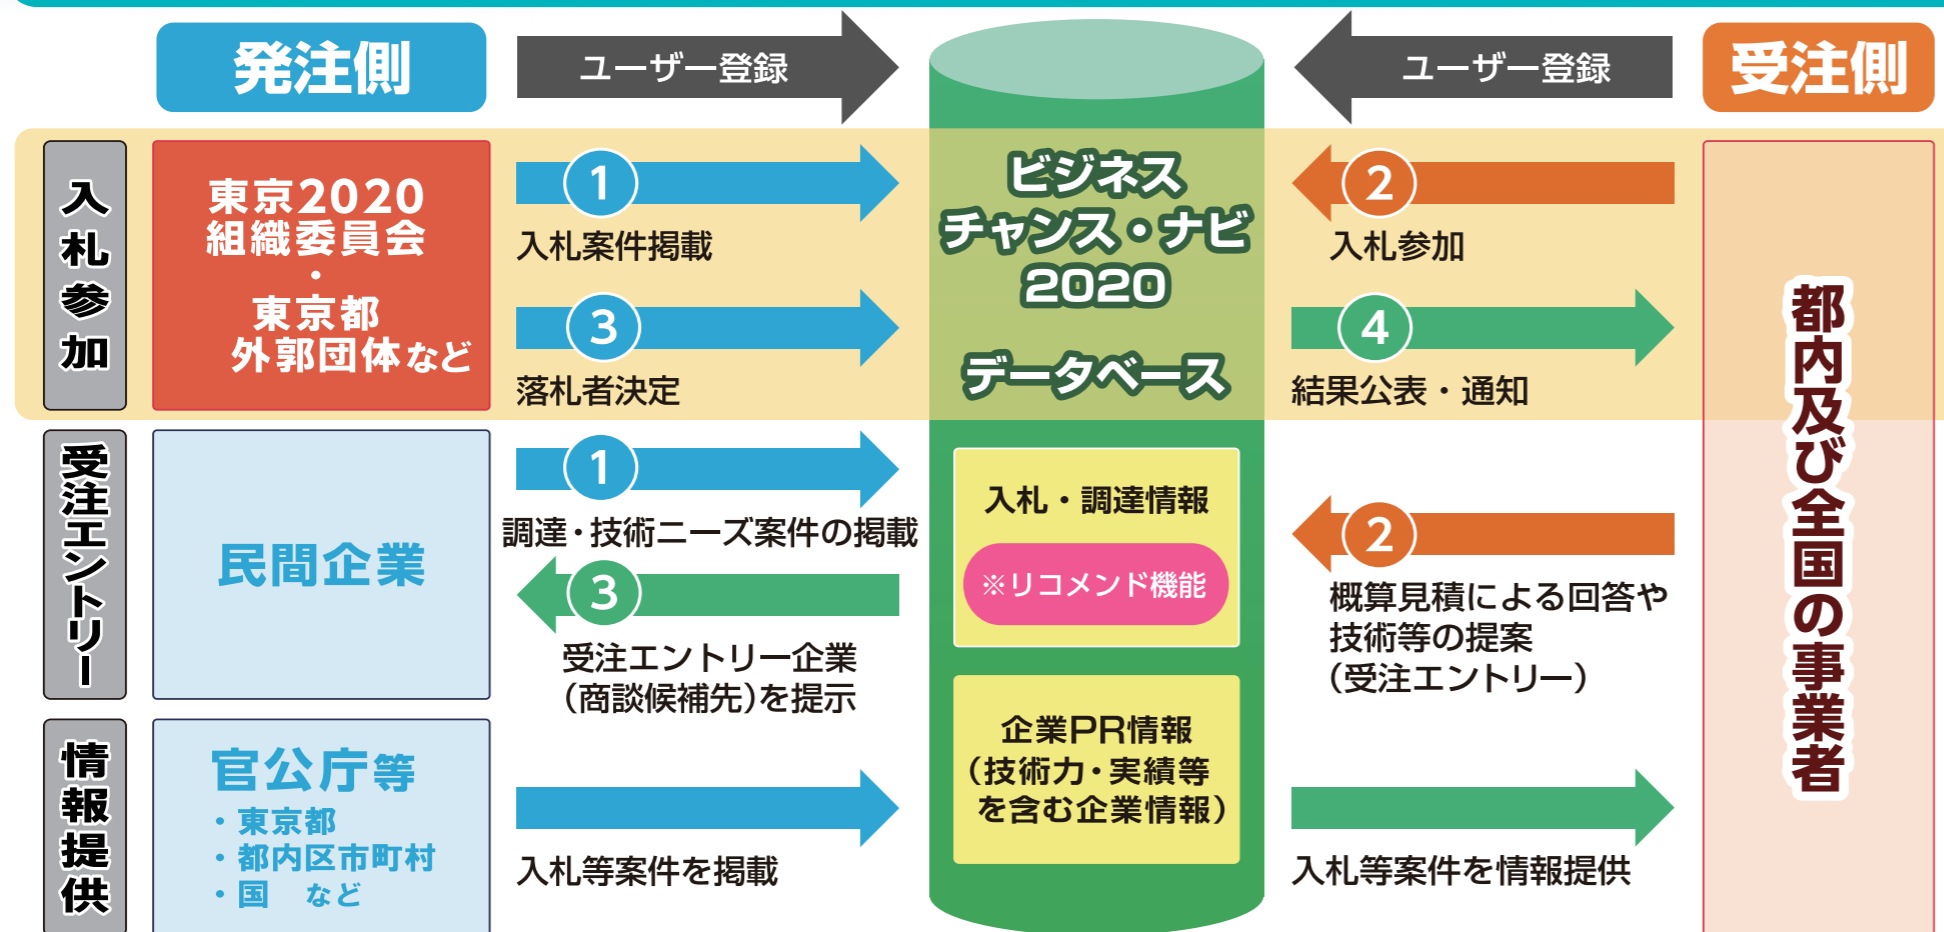 発注側
ユーザー登録
ユーザー登録
受注側
入札参加
東京2020
組織委員会
・
東京都
外郭団体など
1
入札案件掲載
3
落札者決定
ビジネス
チャンス・ナビ
2020
データベース
2
入札参加
4
結果公表・通知
都内及び全国の事業者
受注エントリー
民間企業
1
調達・技術ニーズ案件の掲載
3
受注エントリー企業
(商談候補先)を提示
入札・調達情報
※リコメンド機能
2
概算見積による回答や
技術等の提案
(受注エントリー)
情報提供
官公庁等
・東京都
・都内区市町村
・国 など
入札等案件を掲載
企業PR情報
(技術力・実績等
を含む企業情報)
入札等案件を情報提供